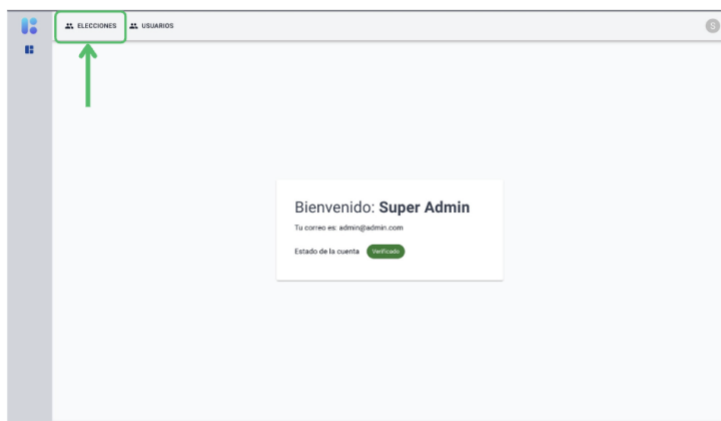 ELECCIONES USUARIOS S
Bienvenido: Super Admin
Tu correo es: admin@admin.com
Estado de la cuenta Verificado